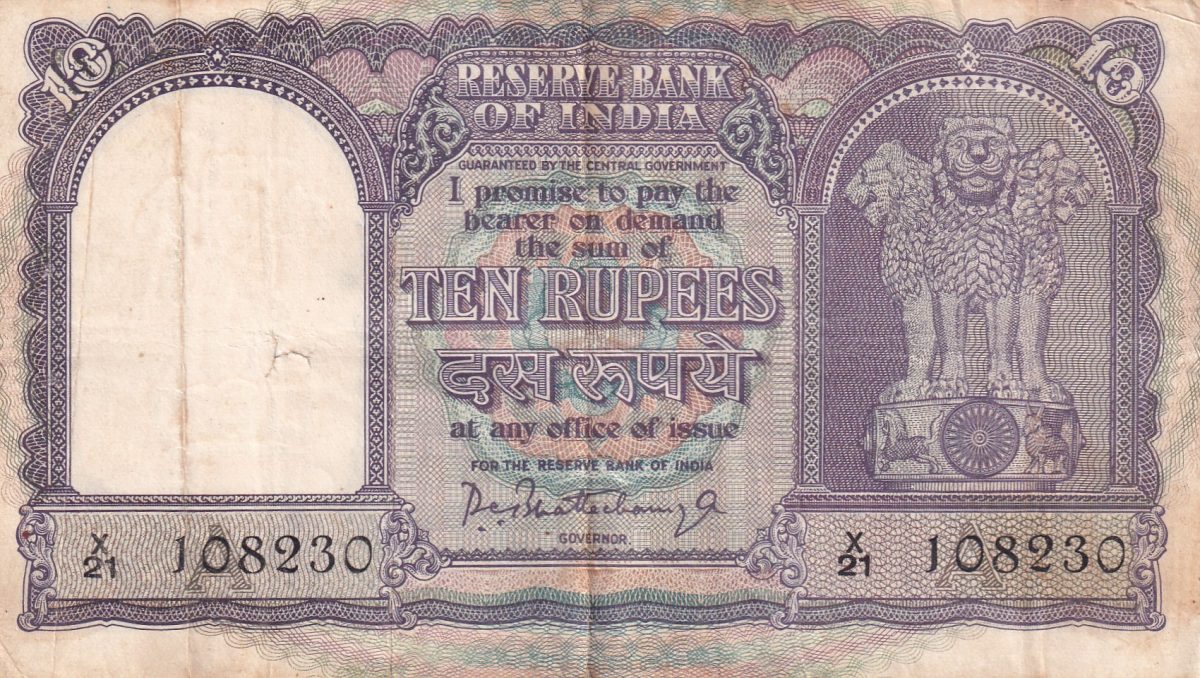 10
10
RESERVE BANK
OF INDIA
GUARANTEED BY THE CENTRAL GOVERNMENT
I promise to pay the
bearer on demand
the sum of
TEN RUPEES
दस रूपये
at any office of issue
FOR THE RESERVE BANK OF INDIA
P.C. Bhattacharyya
GOVERNOR
X/21 108230
A
X/21 108230
A